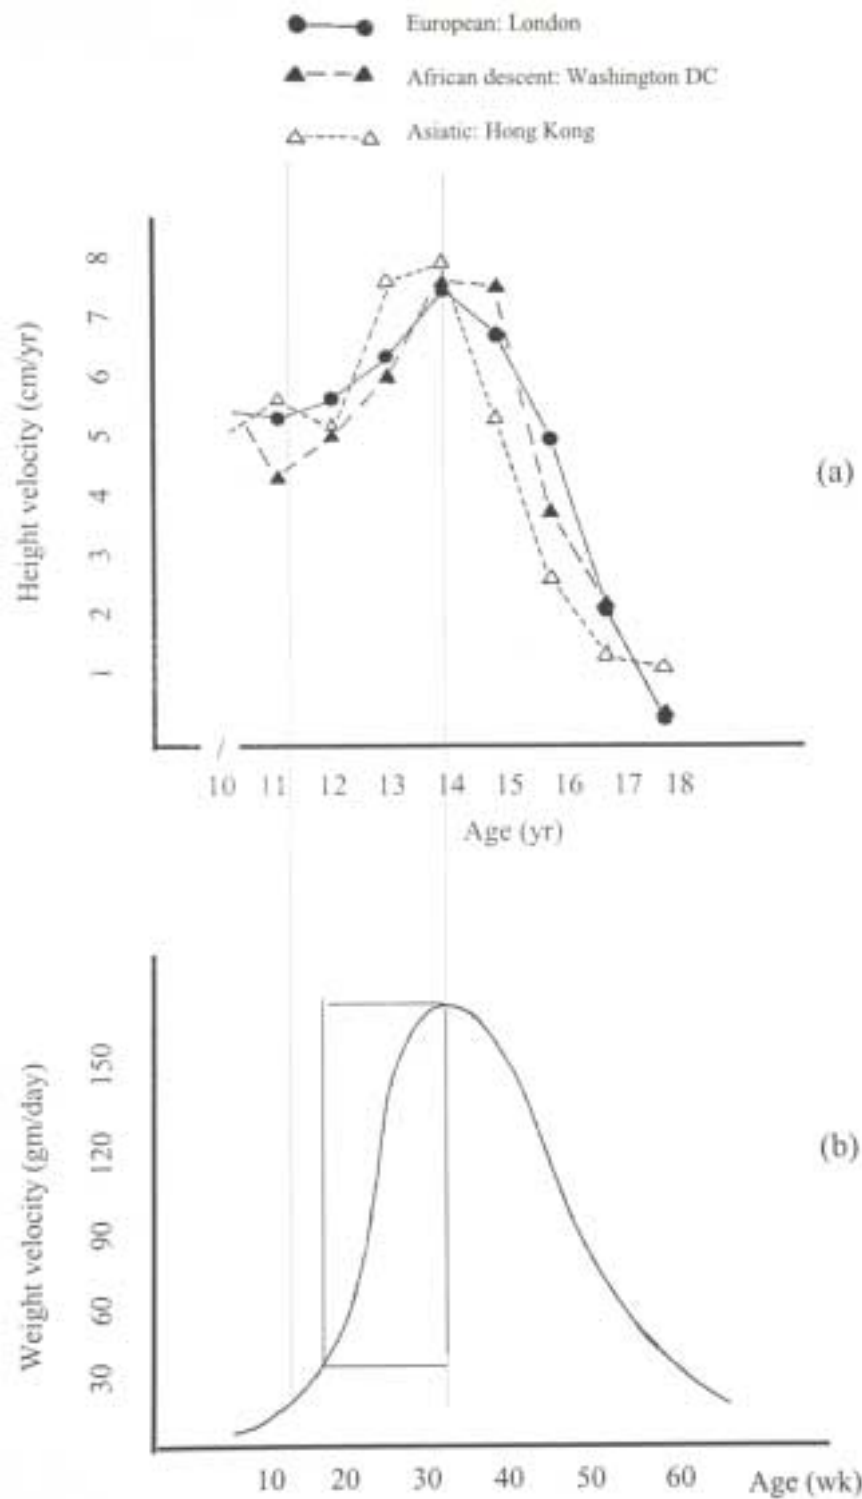 European: London
African descent: Washington DC
Asiatic: Hong Kong
Height velocity (cm/yr)
8
7
6
5
4
3
2
1
(a)
10 11 12 13 14 15 16 17 18
Age (yr)
Weight velocity (gm/day)
150
120
90
60
30
(b)
10 20 30 40 50 60 Age (wk)